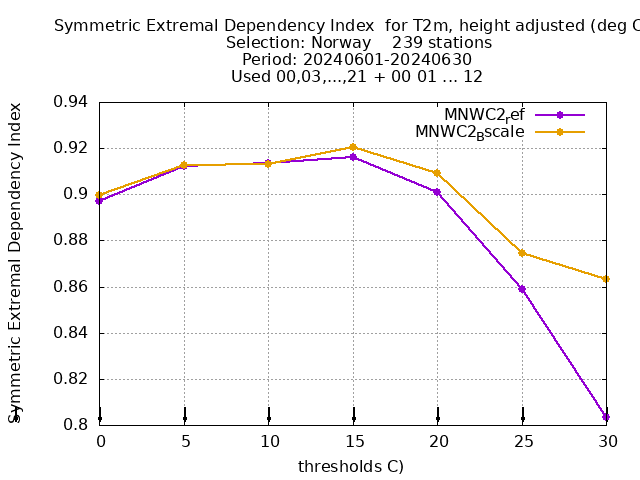 Symmetric Extremal Dependency Index for T2m, height adjusted (deg C
Selection: Norway 239 stations
Period: 20240601-20240630
Used 00,03,...,21 + 00 01 ... 12
Symmetric Extremal Dependency Index
0.94
0.92
0.9
0.88
0.86
0.84
0.82
0.8
MNWC2_ref
MNWC2_Bscale
0 5 10 15 20 25 30
thresholds C)